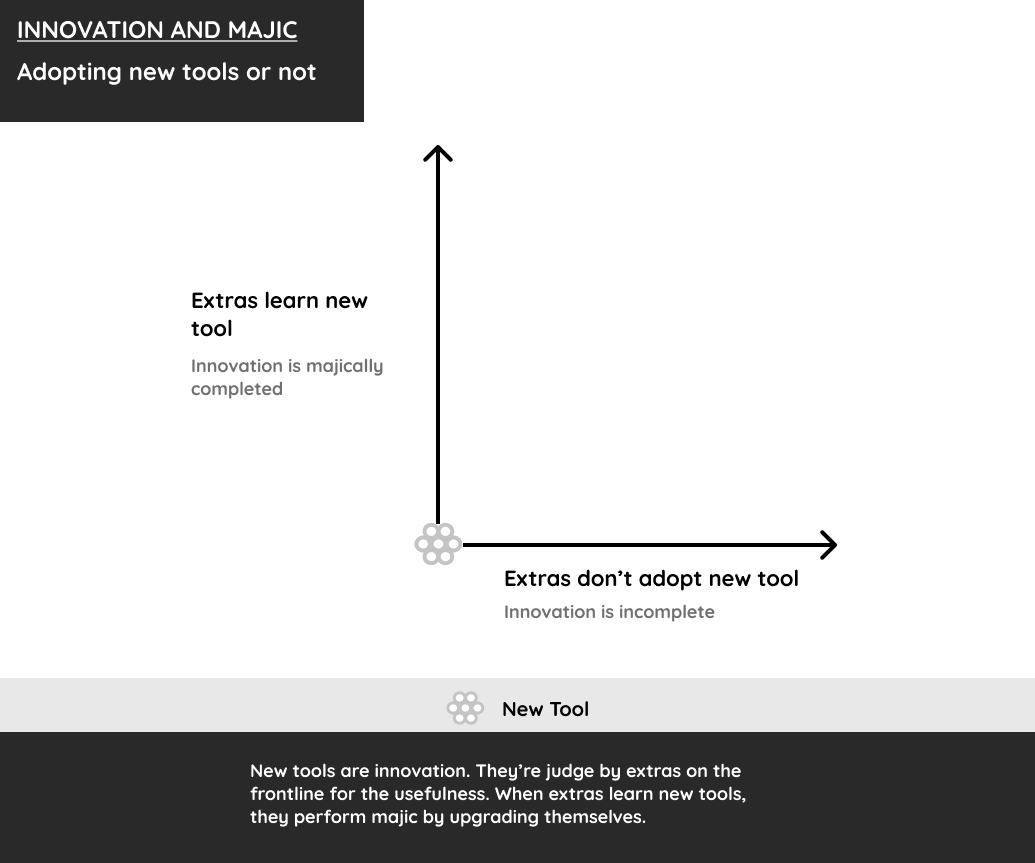 INNOVATION AND MAJIC
Adopting new tools or not
Extras learn new
tool
Innovation is majically
completed
Extras don’t adopt new tool
Innovation is incomplete
New Tool
New tools are innovation. They’re judge by extras on the
frontline for the usefulness. When extras learn new tools,
they perform majic by upgrading themselves.